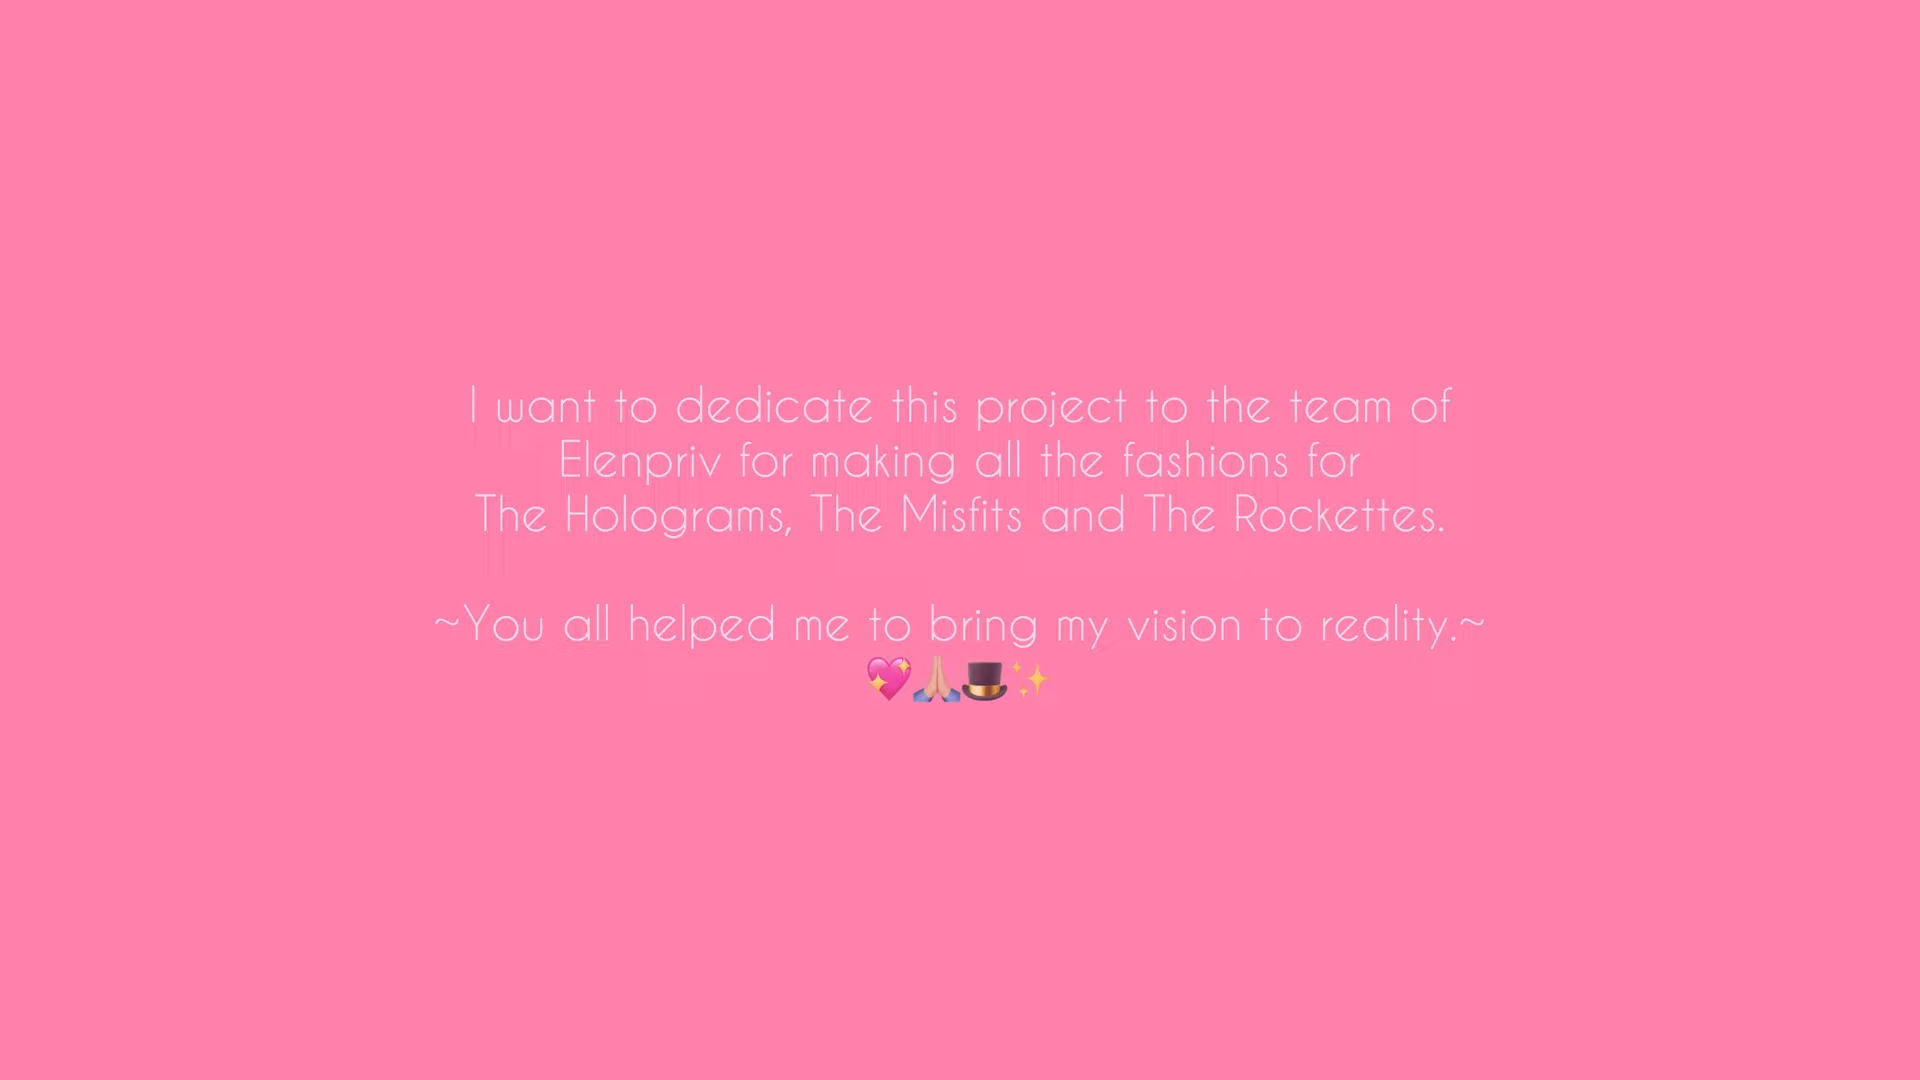 I want to dedicate this project to the team of
Elenpriv for making all the fashions for
The Holograms, The Misfits and The Rockettes.
~You all helped me to bring my vision to reality.~
💖🙏🏼🎩✨